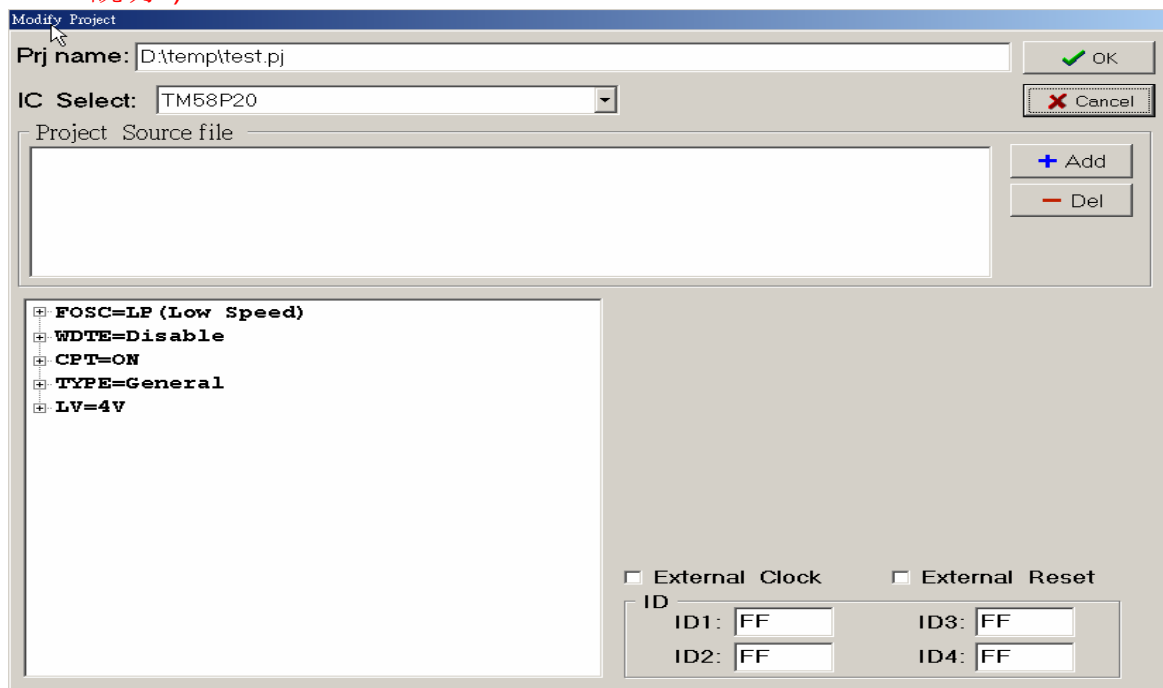 Modify Project
Prj name: D:\temp\test.pj
OK
IC Select: TM58P20
Cancel
Project Source file
Add
Del
FOSC=LP(Low Speed)
WDTE=Disable
CPT=ON
TYPE=General
LV=4V
External Clock
External Reset
ID
ID1: FF
ID3: FF
ID2: FF
ID4: FF